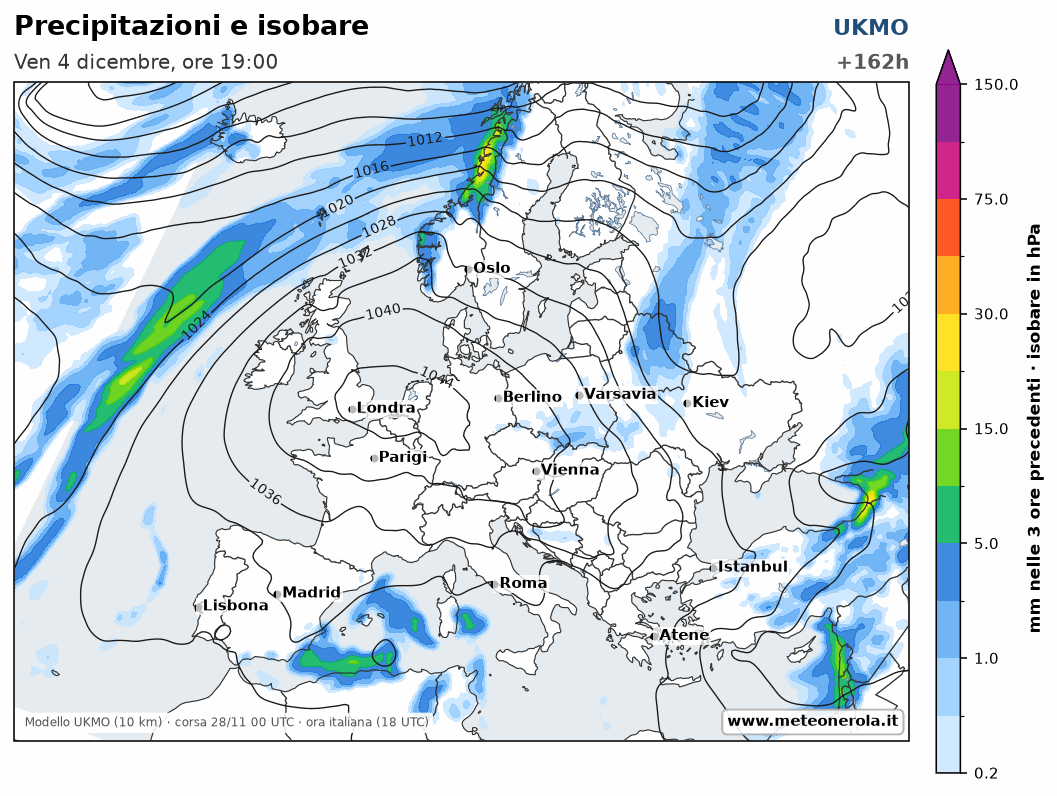 Precipitazioni e isobare
UKMO
Ven 4 dicembre, ore 19:00
+162h
1012
1016
1020
1028
1032
1024
1040
1036
Oslo
Londra
Berlino
Varsavia
Kiev
Parigi
Vienna
Istanbul
Roma
Madrid
Lisbona
Atene
Modello UKMO (10 km) · corsa 28/11 00 UTC · ora italiana (18 UTC)
www.meteonerola.it
150.0
75.0
30.0
15.0
5.0
1.0
0.2
mm nelle 3 ore precedenti · isobare in hPa